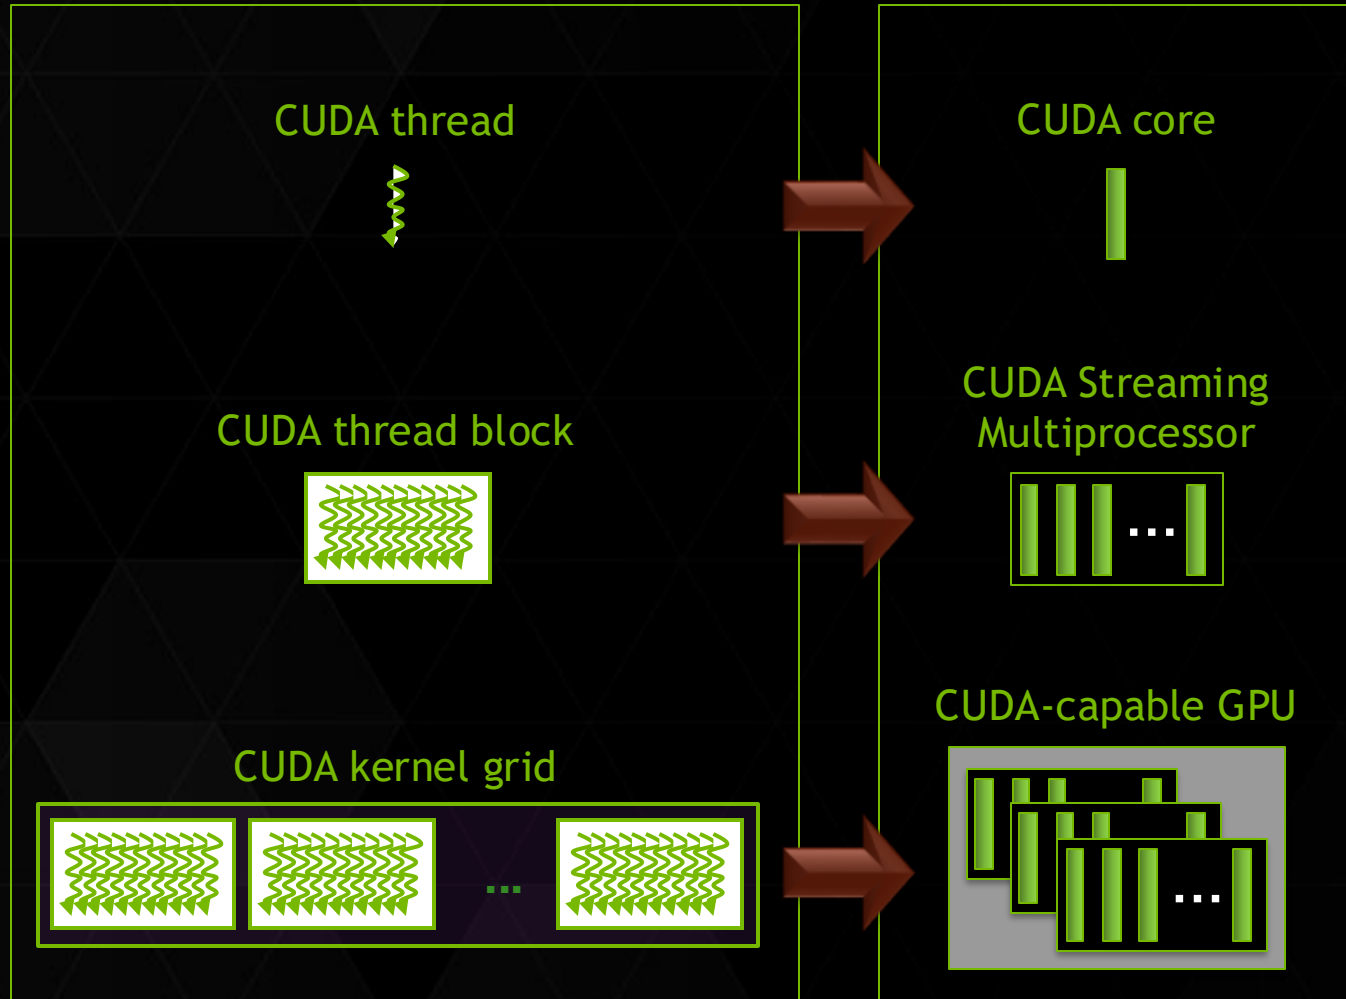 CUDA thread
CUDA core
CUDA thread block
CUDA Streaming
Multiprocessor
...
CUDA kernel grid
...
CUDA-capable GPU
...